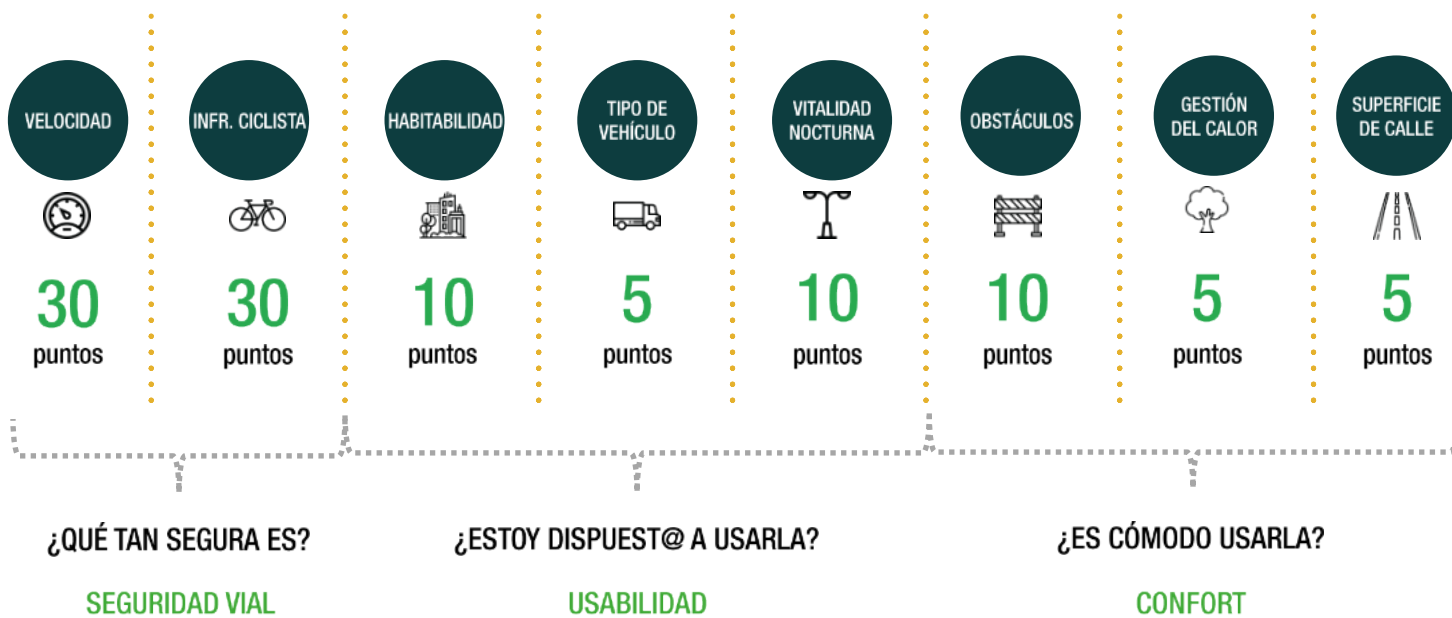 VELOCIDAD
INFR. CICLISTA
HABITABILIDAD
TIPO DE
VEHÍCULO
VITALIDAD
NOCTURNA
OBSTÁCULOS
GESTIÓN
DEL CALOR
SUPERFICIE
DE CALLE
30
puntos
30
puntos
10
puntos
5
puntos
10
puntos
10
puntos
5
puntos
5
puntos
¿QUÉ TAN SEGURA ES?
SEGURIDAD VIAL
¿ESTOY DISPUEST@ A USARLA?
USABILIDAD
¿ES CÓMODO USARLA?
CONFORT